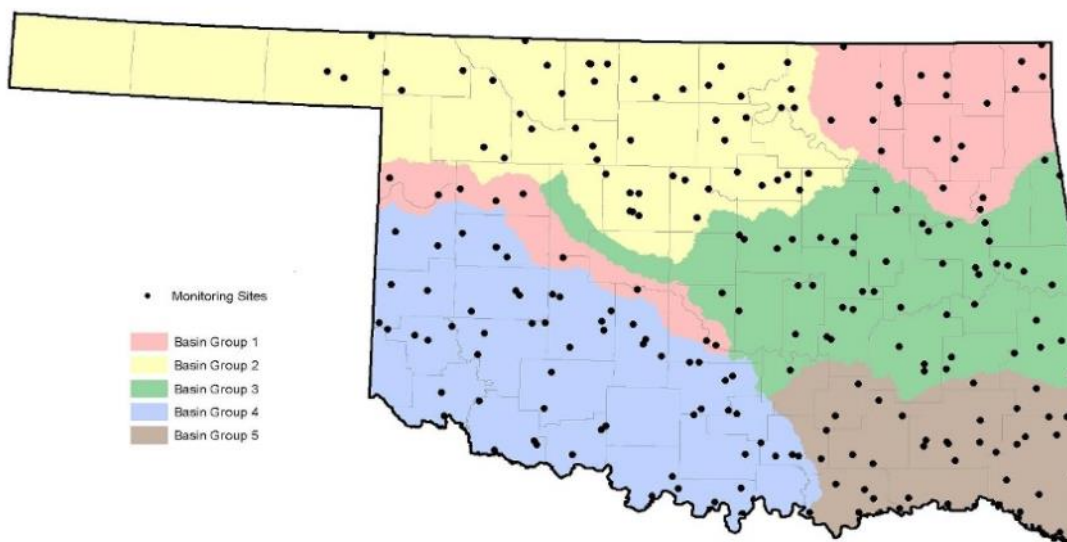 Monitoring Sites
Basin Group 1
Basin Group 2
Basin Group 3
Basin Group 4
Basin Group 5